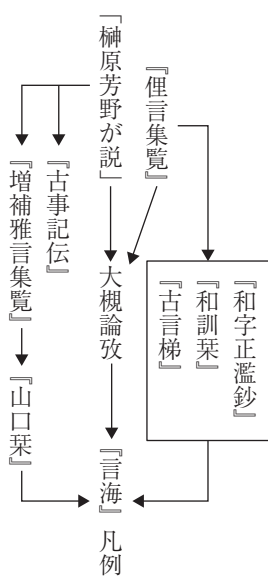 『和字正濫鈔』
『和訓栞』
『古言梯』
『俚言集覧』
「榊原芳野が説」
大槻論攷
『言海』凡例
『古事記伝』
『増補雅言集覧』
『山口栞』